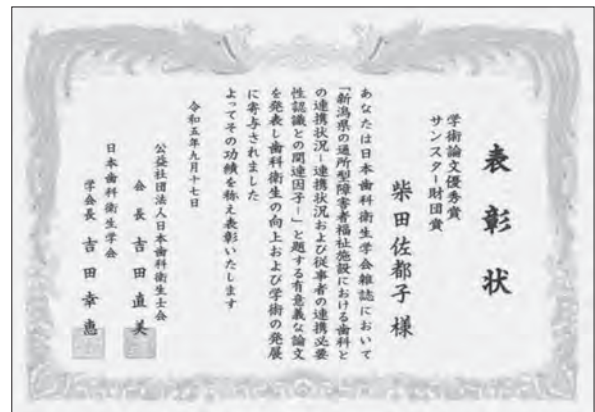 表彰状
学術論文優秀賞
サンスター財団賞
柴田佐都子様
あなたは日本歯科衛生学会雑誌において
「新潟県の通所型障害者福祉施設における歯科と
の連携状況-連携状況および従事者の連携必要
性認識との関連因子-」と題する有意義な論文
を発表し歯科衛生の向上および学術の発展
に寄与されました
よってその功績を称え表彰いたします
令和五年九月十七日
公益社団法人日本歯科衛生士会
会長 吉田直美
日本歯科衛生学会
学会長 吉田幸恵